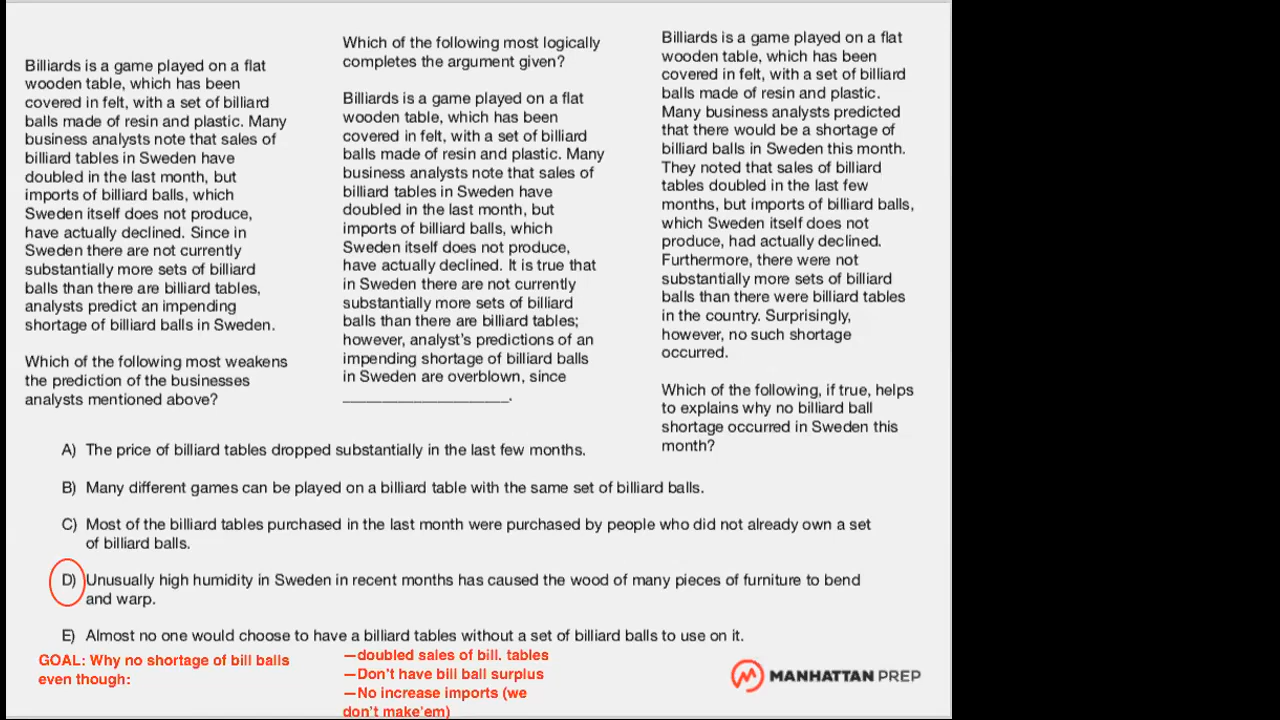 Billiards is a game played on a flat
wooden table, which has been
covered in felt, with a set of billiard
balls made of resin and plastic. Many
business analysts note that sales of
billiard tables in Sweden have
doubled in the last month, but
imports of billiard balls, which
Sweden itself does not produce,
have actually declined. Since in
Sweden there are not currently
substantially more sets of billiard
balls than there are billiard tables,
analysts predict an impending
shortage of billiard balls in Sweden.
Which of the following most weakens
the prediction of the businesses
analysts mentioned above?
Which of the following most logically
completes the argument given?
Billiards is a game played on a flat
wooden table, which has been
covered in felt, with a set of billiard
balls made of resin and plastic. Many
business analysts note that sales of
billiard tables in Sweden have
doubled in the last month, but
imports of billiard balls, which
Sweden itself does not produce,
have actually declined. It is true that
in Sweden there are not currently
substantially more sets of billiard
balls than there are billiard tables;
however, analyst's predictions of an
impending shortage of billiard balls
in Sweden are overblown, since
____________________.
Billiards is a game played on a flat
wooden table, which has been
covered in felt, with a set of billiard
balls made of resin and plastic.
Many business analysts predicted
that there would be a shortage of
billiard balls in Sweden this month.
They noted that sales of billiard
tables doubled in the last few
months, but imports of billiard balls,
which Sweden itself does not
produce, had actually declined.
Furthermore, there were not
substantially more sets of billiard
balls than there were billiard tables
in the country. Surprisingly,
however, no such shortage
occurred.
Which of the following, if true, helps
to explains why no billiard ball
shortage occurred in Sweden this
month?
A) The price of billiard tables dropped substantially in the last few months.
B) Many different games can be played on a billiard table with the same set of billiard balls.
C) Most of the billiard tables purchased in the last month were purchased by people who did not already own a set
of billiard balls.
D) Unusually high humidity in Sweden in recent months has caused the wood of many pieces of furniture to bend
and warp.
E) Almost no one would choose to have a billiard tables without a set of billiard balls to use on it.
GOAL: Why no shortage of bill balls
even though:
—doubled sales of bill. tables
—Don't have bill ball surplus
—No increase imports (we
don't make'em)
MANHATTAN PREP